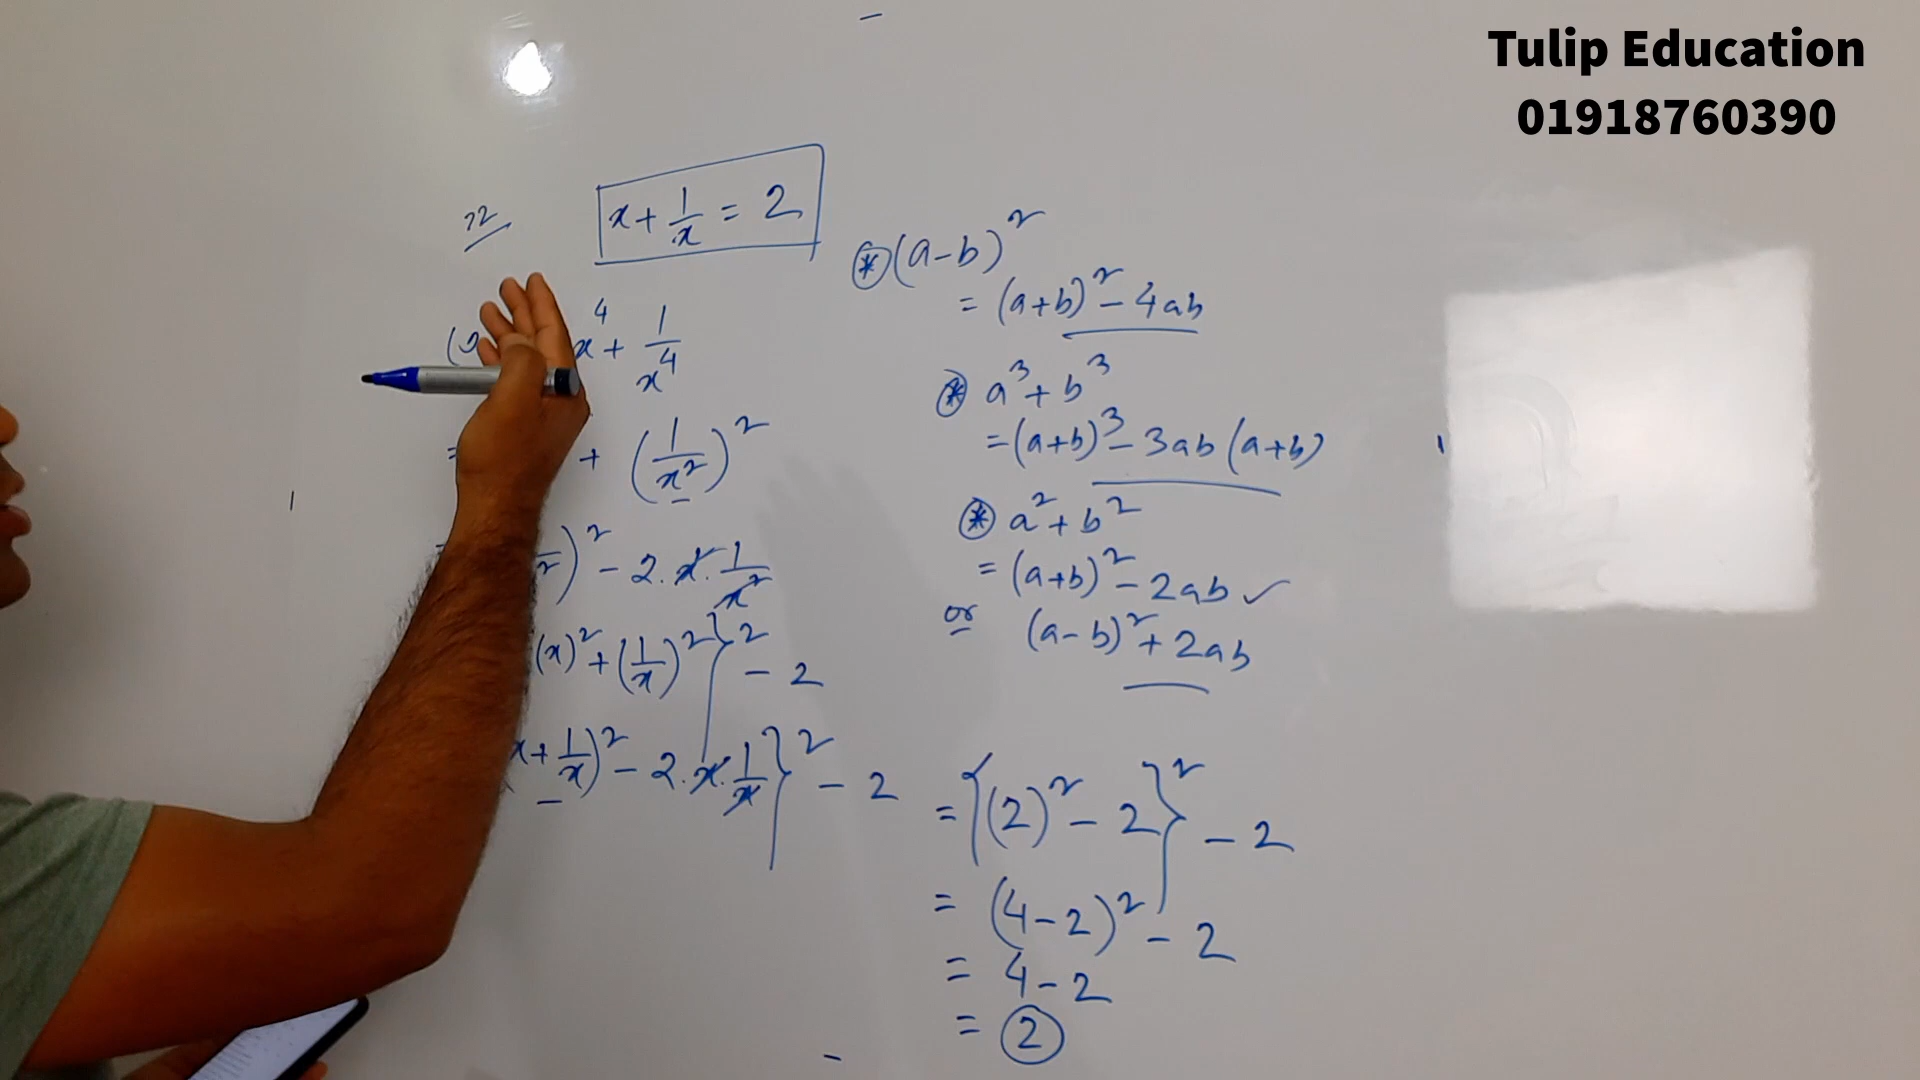 Tulip Education
01918760390
x + 1/x = 2
x⁴ + 1/x⁴
+ (1/x²)²
)² - 2.x.1/x²
(x)² + (1/x)²}² - 2
x + 1/x)² - 2.x.1/x}² - 2
⊛ (a-b)²
= (a+b)² - 4ab
⊛ a³ + b³
= (a+b)³ - 3ab(a+b)
⊛ a² + b²
= (a+b)² - 2ab ✓
or (a-b)² + 2ab
= {(2)² - 2}² - 2
= (4-2)² - 2
= 4-2
= 2